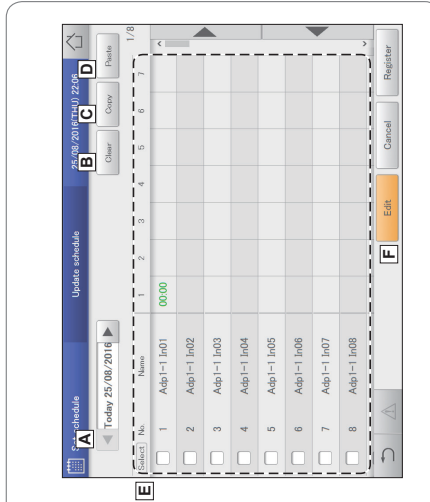 Set schedule Update schedule 25/08/2016(THU) 22:06
A B C D
Today 25/08/2016 Clear Copy Paste
1/8
Select No. Name 1 2 3 4 5 6 7
1 Adp1-1 In01 00:00
2 Adp1-1 In02
3 Adp1-1 In03
4 Adp1-1 In04
5 Adp1-1 In05
6 Adp1-1 In06
7 Adp1-1 In07
8 Adp1-1 In08
E
F
Edit Cancel Register